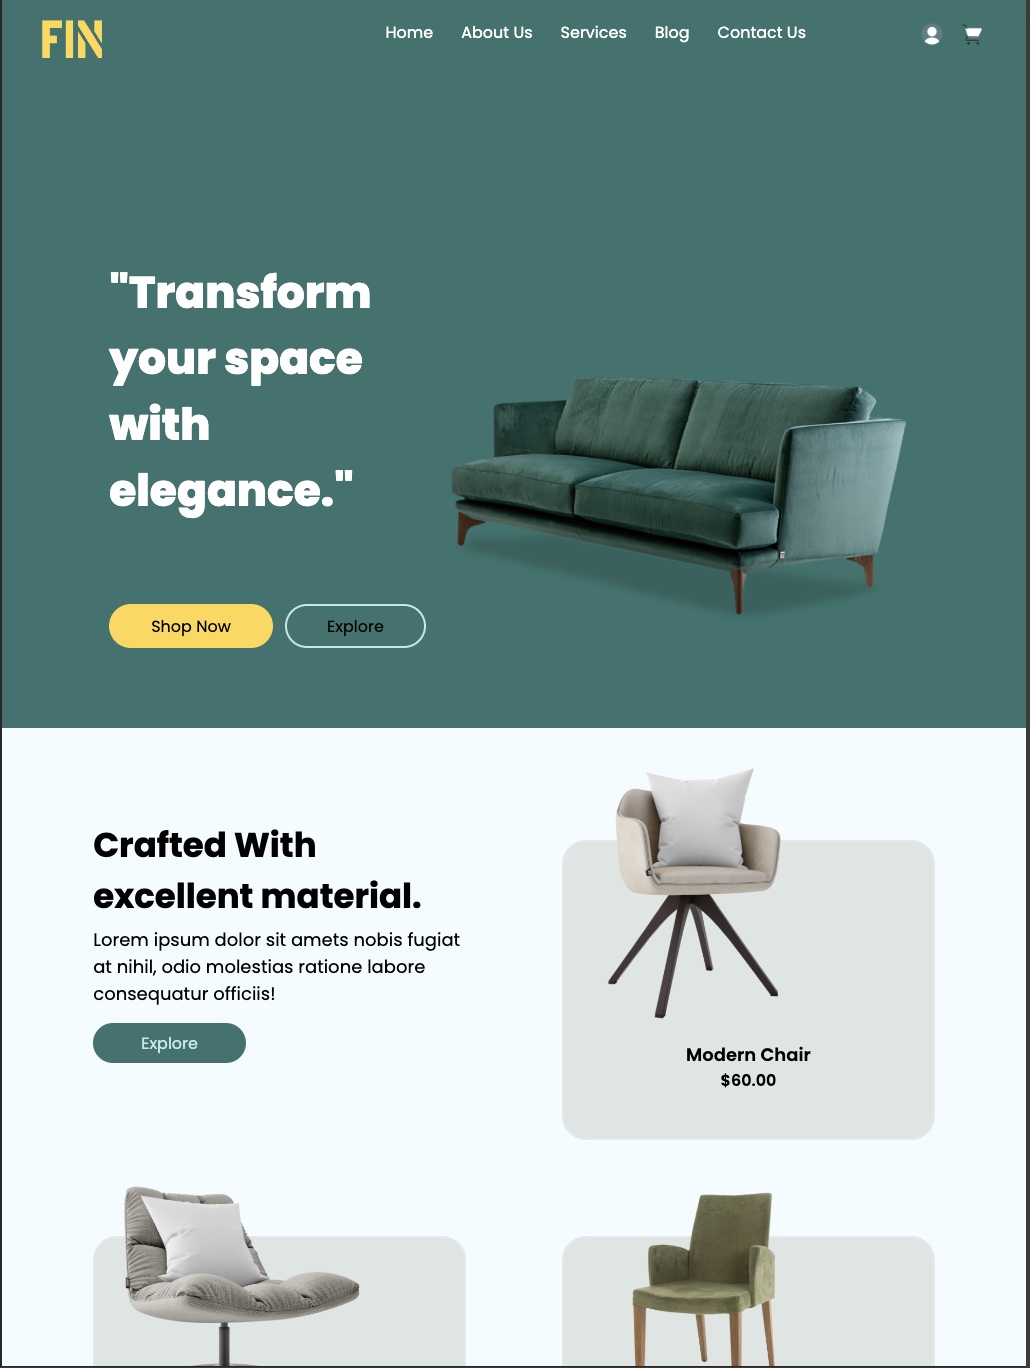 FIN
Home About Us Services Blog Contact Us
"Transform
your space
with
elegance."
Shop Now Explore
Crafted With
excellent material.
Lorem ipsum dolor sit amets nobis fugiat
at nihil, odio molestias ratione labore
consequatur officiis!
Explore
Modern Chair
$60.00